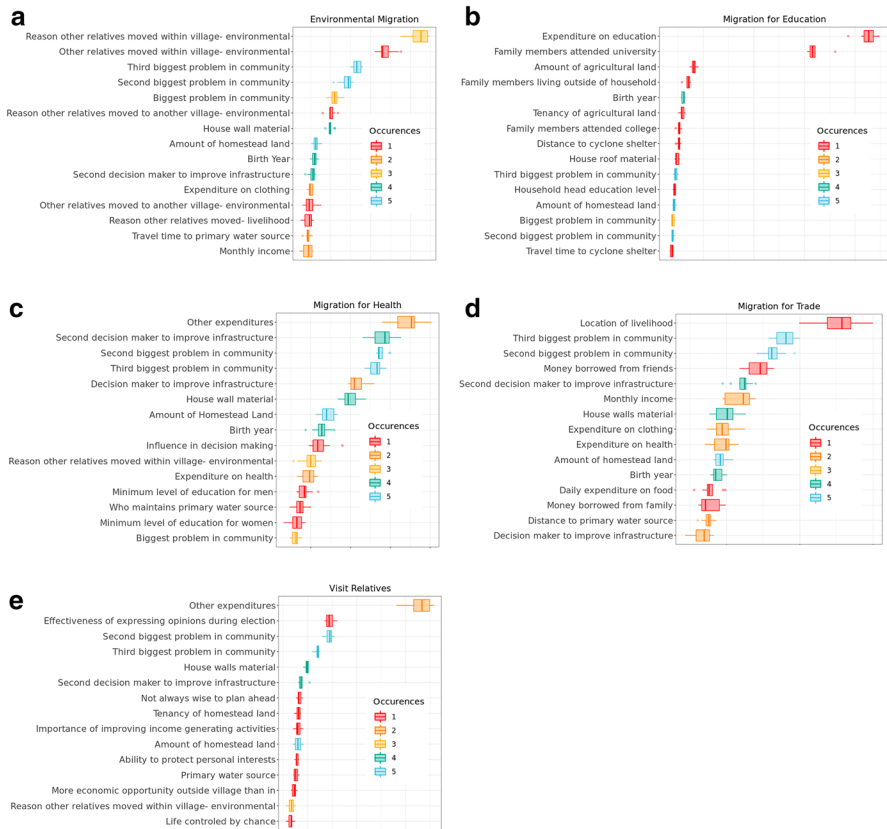 a
Environmental Migration
Reason other relatives moved within village- environmental
Other relatives moved within village- environmental
Third biggest problem in community
Second biggest problem in community
Biggest problem in community
Reason other relatives moved to another village- environmental
House wall material
Amount of homestead land
Birth Year
Second decision maker to improve infrastructure
Expenditure on clothing
Other relatives moved to another village- environmental
Reason other relatives moved- livelihood
Travel time to primary water source
Monthly income
Occurences
1
2
3
4
5
b
Migration for Education
Expenditure on education
Family members attended university
Amount of agricultural land
Family members living outside of household
Birth year
Tenancy of agricultural land
Family members attended college
Distance to cyclone shelter
House roof material
Third biggest problem in community
Household head education level
Amount of homestead land
Biggest problem in community
Second biggest problem in community
Travel time to cyclone shelter
Occurences
1
2
3
4
5
c
Migration for Health
Other expenditures
Second decision maker to improve infrastructure
Second biggest problem in community
Third biggest problem in community
Decision maker to improve infrastructure
House wall material
Amount of Homestead Land
Birth year
Influence in decision making
Reason other relatives moved within village- environmental
Expenditure on health
Minimum level of education for men
Who maintains primary water source
Minimum level of education for women
Biggest problem in community
Occurences
1
2
3
4
5
d
Migration for Trade
Location of livelihood
Third biggest problem in community
Second biggest problem in community
Money borrowed from friends
Second decision maker to improve infrastructure
Monthly income
House walls material
Expenditure on clothing
Expenditure on health
Amount of homestead land
Birth year
Daily expenditure on food
Money borrowed from family
Distance to primary water source
Decision maker to improve infrastructure
Occurences
1
2
3
4
5
e
Visit Relatives
Other expenditures
Effectiveness of expressing opinions during election
Second biggest problem in community
Third biggest problem in community
House walls material
Second decision maker to improve infrastructure
Not always wise to plan ahead
Tenancy of homestead land
Importance of improving income generating activities
Amount of homestead land
Ability to protect personal interests
Primary water source
More economic opportunity outside village than in
Reason other relatives moved within village- environmental
Life controled by chance
Occurences
1
2
3
4
5